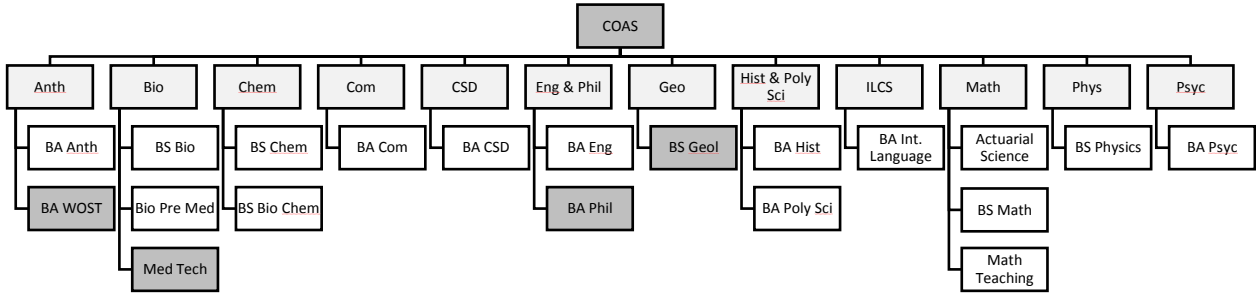 COAS
Anth
Bio
Chem
Com
CSD
Eng & Phil
Geo
Hist & Poly
Sci
ILCS
Math
Phys
Psyc
BA Anth
BS Bio
BS Chem
BA Com
BA CSD
BA Eng
BS Geol
BA Hist
BA Int.
Language
Actuarial
Science
BS Physics
BA Psyc
BA WOST
Bio Pre Med
BS Bio Chem
BA Phil
BA Poly Sci
BS Math
Med Tech
Math
Teaching